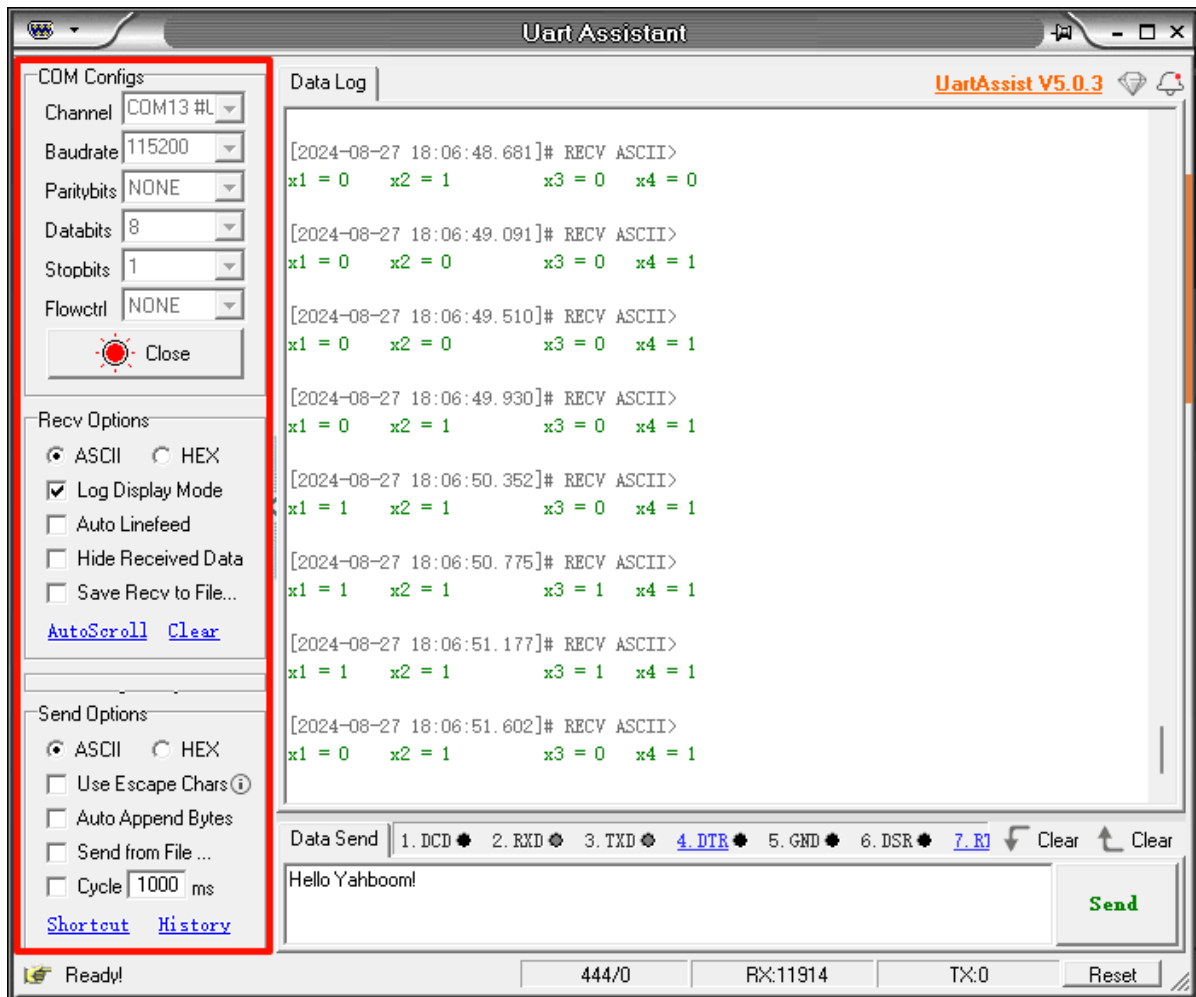 Uart Assistant
COM Configs
Channel COM13 #U
Baudrate 115200
Paritybits NONE
Databits 8
Stopbits 1
Flowctrl NONE
Close
Recv Options
ASCII HEX
Log Display Mode
Auto Linefeed
Hide Received Data
Save Recv to File...
AutoScroll Clear
Send Options
ASCII HEX
Use Escape Chars
Auto Append Bytes
Send from File ...
Cycle 1000 ms
Shortcut History
Data Log
UartAssist V5.0.3
[2024-08-27 18:06:48.681]# RECV ASCII>
x1 = 0 x2 = 1 x3 = 0 x4 = 0
[2024-08-27 18:06:49.091]# RECV ASCII>
x1 = 0 x2 = 0 x3 = 0 x4 = 1
[2024-08-27 18:06:49.510]# RECV ASCII>
x1 = 0 x2 = 0 x3 = 0 x4 = 1
[2024-08-27 18:06:49.930]# RECV ASCII>
x1 = 0 x2 = 1 x3 = 0 x4 = 1
[2024-08-27 18:06:50.352]# RECV ASCII>
x1 = 1 x2 = 1 x3 = 0 x4 = 1
[2024-08-27 18:06:50.775]# RECV ASCII>
x1 = 1 x2 = 1 x3 = 1 x4 = 1
[2024-08-27 18:06:51.177]# RECV ASCII>
x1 = 1 x2 = 1 x3 = 1 x4 = 1
[2024-08-27 18:06:51.602]# RECV ASCII>
x1 = 0 x2 = 1 x3 = 0 x4 = 1
Data Send 1. DCD 2. RXD 3. TXD 4. DTR 5. GND 6. DSR 7. Clear Clear
Hello Yahboom!
Send
Ready! 444/0 RX:11914 TX:0 Reset